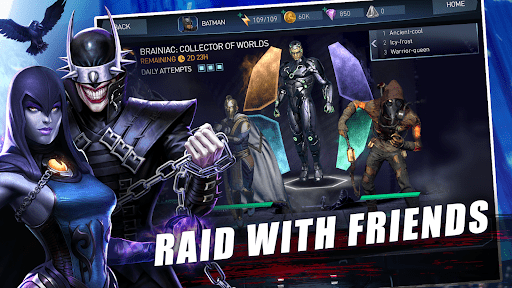 BACK
BATMAN
109/109
60K
850
HOME
BRAINIAC: COLLECTOR OF WORLDS
REMAINING 2D 23H
DAILY ATTEMPTS
1 Ancient-cool
2 Icy-frost
3 Warrior-queen
RAID WITH FRIENDS